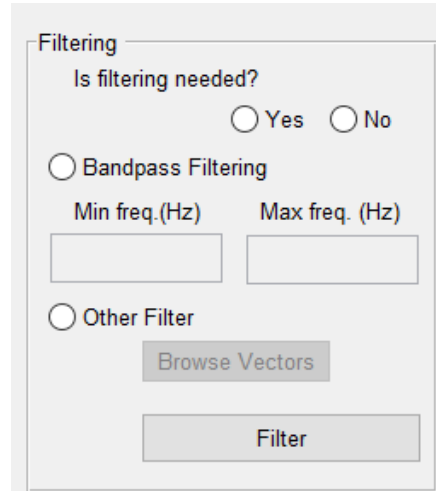 Filtering
Is filtering needed?
Yes No
Bandpass Filtering
Min freq.(Hz) Max freq. (Hz)
Other Filter
Browse Vectors
Filter